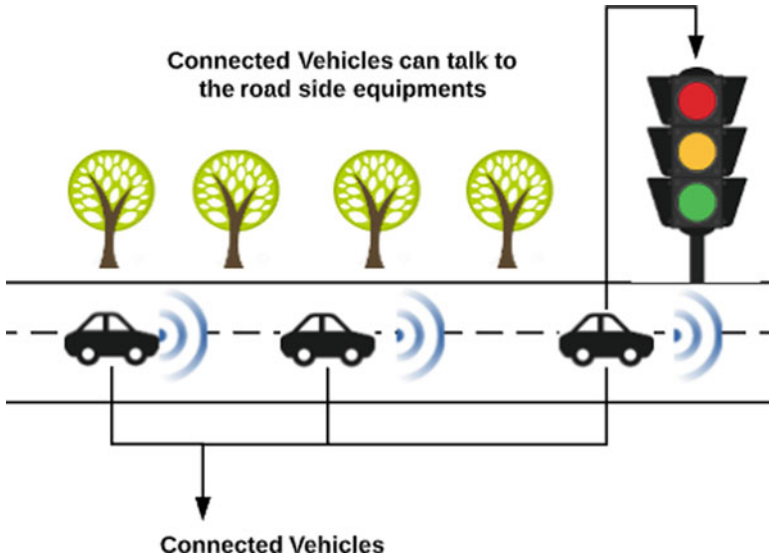 Connected Vehicles can talk to
the road side equipments
Connected Vehicles